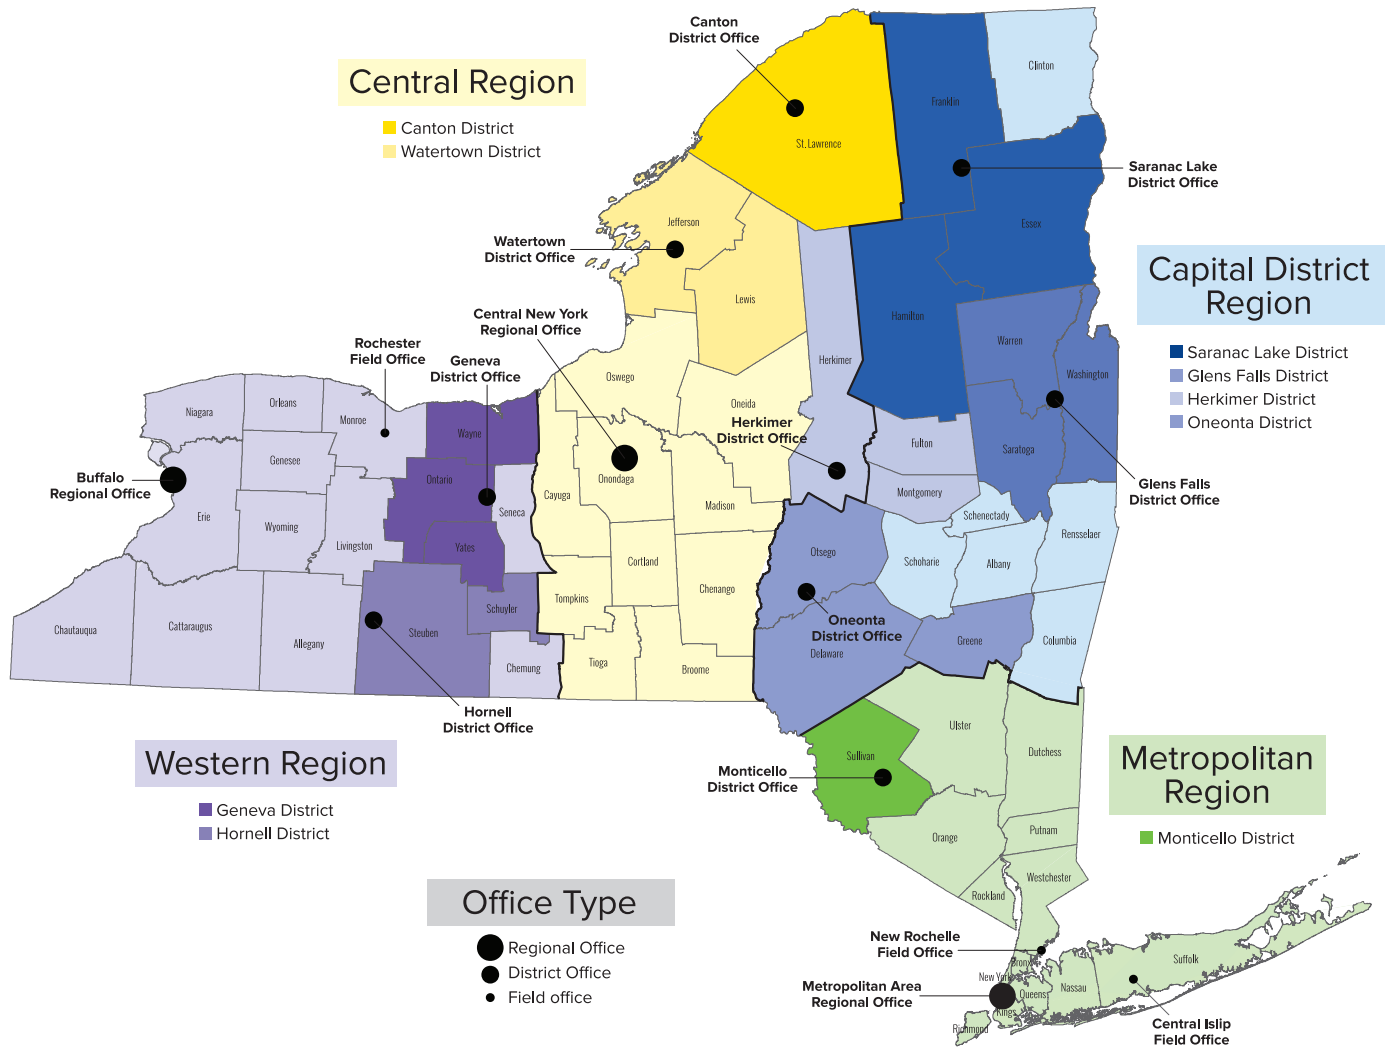 Canton
District Office
Central Region
Canton District
Watertown District
Clinton
Franklin
St. Lawrence
Saranac Lake
District Office
Jefferson
Essex
Watertown
District Office
Capital District
Region
Lewis
Hamilton
Central New York
Regional Office
Warren
Rochester
Field Office
Geneva
District Office
Herkimer
Washington
Saranac Lake District
Glens Falls District
Herkimer District
Oneonta District
Oswego
Oneida
Niagara
Orleans
Monroe
Wayne
Herkimer
District Office
Fulton
Saratoga
Genesee
Buffalo
Regional Office
Ontario
Onondaga
Cayuga
Seneca
Madison
Montgomery
Glens Falls
District Office
Erie
Wyoming
Livingston
Yates
Schenectady
Rensselaer
Otsego
Schoharie
Albany
Cortland
Chenango
Tompkins
Schuyler
Chautauqua
Cattaraugus
Allegany
Steuben
Oneonta
District Office
Delaware
Greene
Columbia
Chemung
Tioga
Broome
Hornell
District Office
Ulster
Western Region
Geneva District
Hornell District
Sullivan
Dutchess
Monticello
District Office
Metropolitan
Region
Monticello District
Orange
Putnam
Westchester
Rockland
Office Type
Regional Office
District Office
Field office
New Rochelle
Field Office
Bronx
Suffolk
New York
Metropolitan Area
Regional Office
Queens
Nassau
Kings
Richmond
Central Islip
Field Office